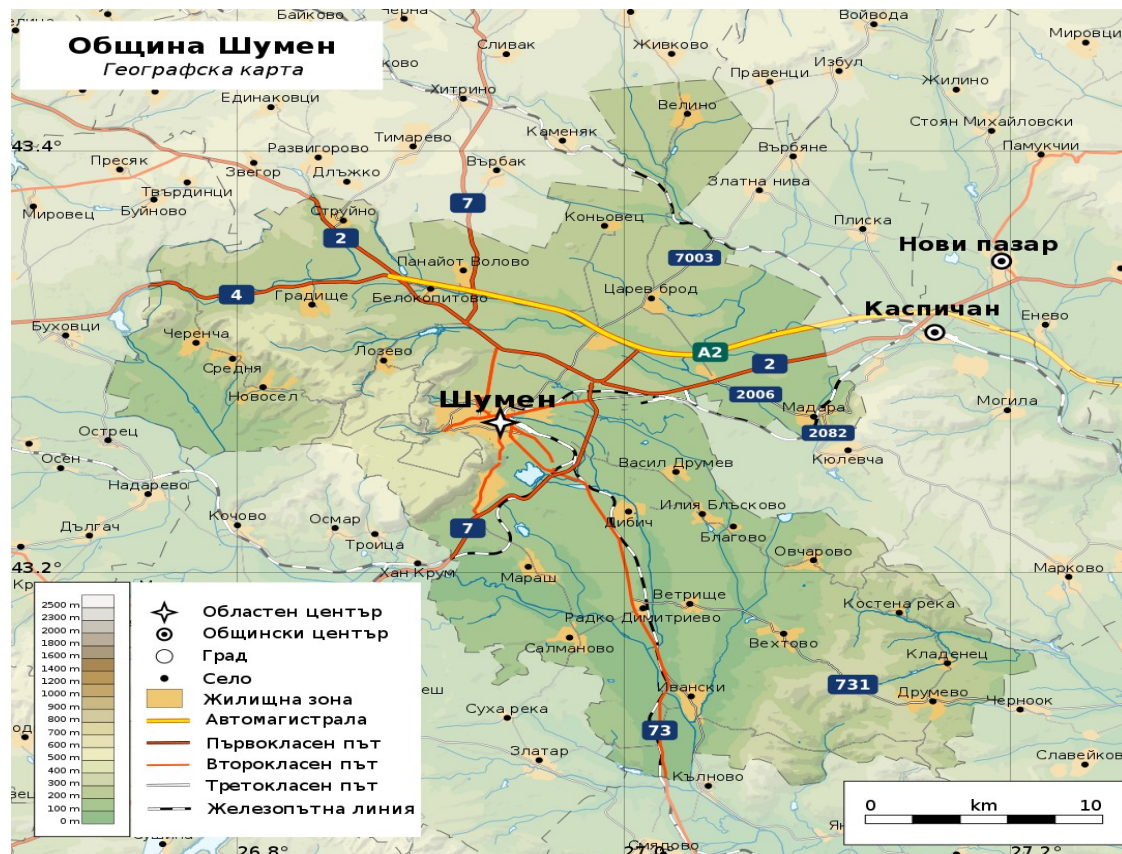 Община Шумен
Географска карта
Байково
Черна
Сливак
Живково
Войвода
Мировци
Правенци
Избул
Жилино
Хитрино
Единаковци
Велино
Стоян Михайловски
Тимарево
Каменяк
43.4°
Пресяк
Развигорово
Звегор
Длъжко
Върбак
Върбяне
Памукчии
Твърдинци
Мировец
Буйново
Златна нива
7
Струйно
2
Коньовец
Плиска
Нови пазар
7003
Панайот Волово
4
Градище
Белокопитово
Царев брод
Каспичан
Буховци
Черенча
Енево
Лозево
A2
2
Средня
Новосел
Шумен
2006
Мадара
Могила
2082
Острец
Осен
Надарево
Кюлевча
Васил Друмев
Кочово
Осмар
Троица
Дългач
7
Дибич
Илия Блъсково
Благово
Овчарово
Хан Крум
43.2°
Мараш
Марково
Ветрище
Радко Димитриево
Костена река
Салманово
Вехтово
Кладенец
Ивански
731
Друмево
Черноок
Суха река
73
Златар
Славейково
Кълново
Смядово
2500 m
2500 m
2000 m
1800 m
1600 m
1400 m
1200 m
1000 m
900 m
800 m
700 m
600 m
500 m
400 m
300 m
200 m
100 m
0 m
Областен център
Общински център
Град
Село
Жилищна зона
Автомагистрала
Първокласен път
Второкласен път
Третокласен път
Железопътна линия
0 km 10
26.8°
27.0°
27.2°